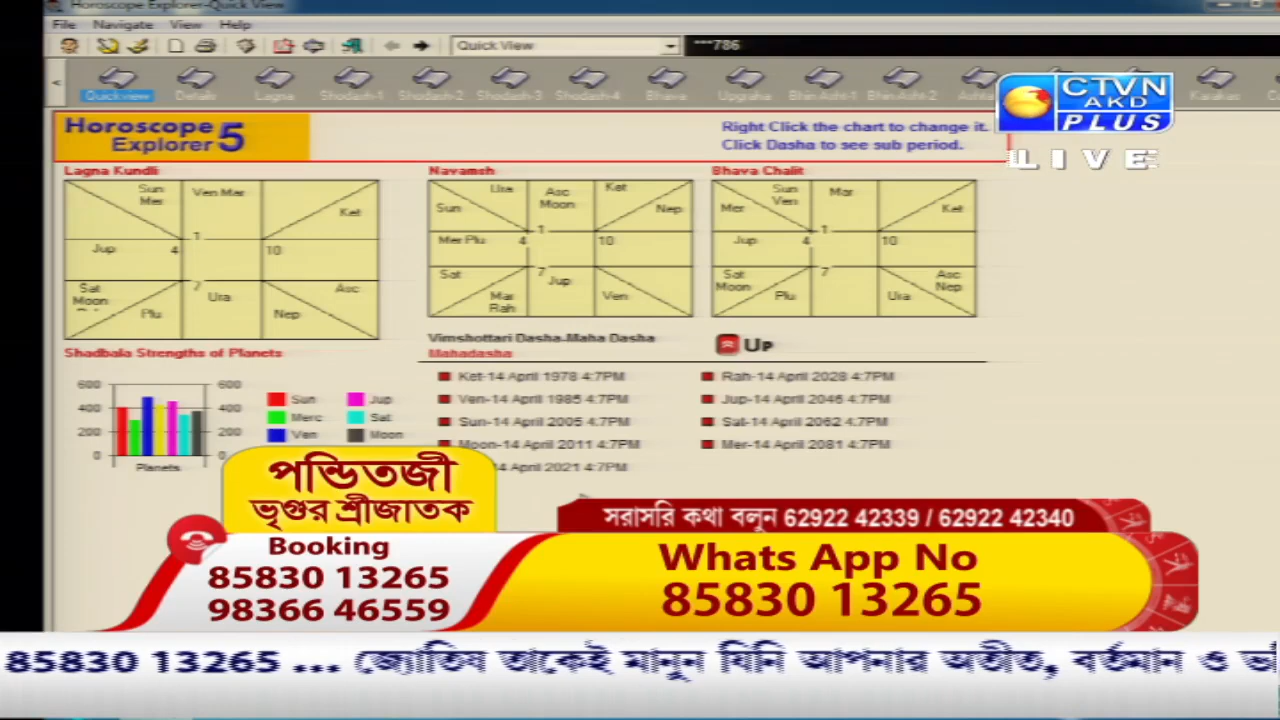 Horoscope Explorer-Quick View
File Navigate View Help
Quick View
***786
Quick view Details Lagna Shodash-1 Shodash-2 Shodash-3 Shodash-4 Bhava Upgraha Bhin Asht-1 Bhin Asht-2 Karakas
CTVN
AKD
PLUS
LIVE
Horoscope
Explorer 5
Right Click the chart to change it.
Click Dasha to see sub period.
Lagna Kundli
Sun
Mer
Ven Mer
Ket
1
Jup 4
10
7
Sat
Moon
Plu
Ura
Nep
Asc
Navamsh
Sun
Ura
Asc
Moon
Ket
Nep
1
Mer Plu 4
10
7
Sat
Mar
Rah
Jup
Ven
Bhava Chalit
Mer
Sun
Ven
Mar
Ket
1
Jup 4
10
7
Sat
Moon
Plu
Ura
Asc
Nep
Shadbala Strengths of Planets
600
400
200
0
600
400
200
0
Planets
Sun
Merc
Ven
Jup
Sat
Moon
Vimshottari Dasha-Maha Dasha
Mahadasha
Up
Ket-14 April 1978 4:7PM
Ven-14 April 1985 4:7PM
Sun-14 April 2005 4:7PM
Moon-14 April 2011 4:7PM
14 April 2021 4:7PM
Rah-14 April 2028 4:7PM
Jup-14 April 2046 4:7PM
Sat-14 April 2062 4:7PM
Mer-14 April 2081 4:7PM
পন্ডিতজী
ভৃগুর শ্রীজাতক
Booking
85830 13265
98366 46559
সরাসরি কথা বলুন 62922 42339 / 62922 42340
Whats App No
85830 13265
85830 13265 ... জ্যোতিষ তাকেই মানুন যিনি আপনার অতীত, বর্তমান ও